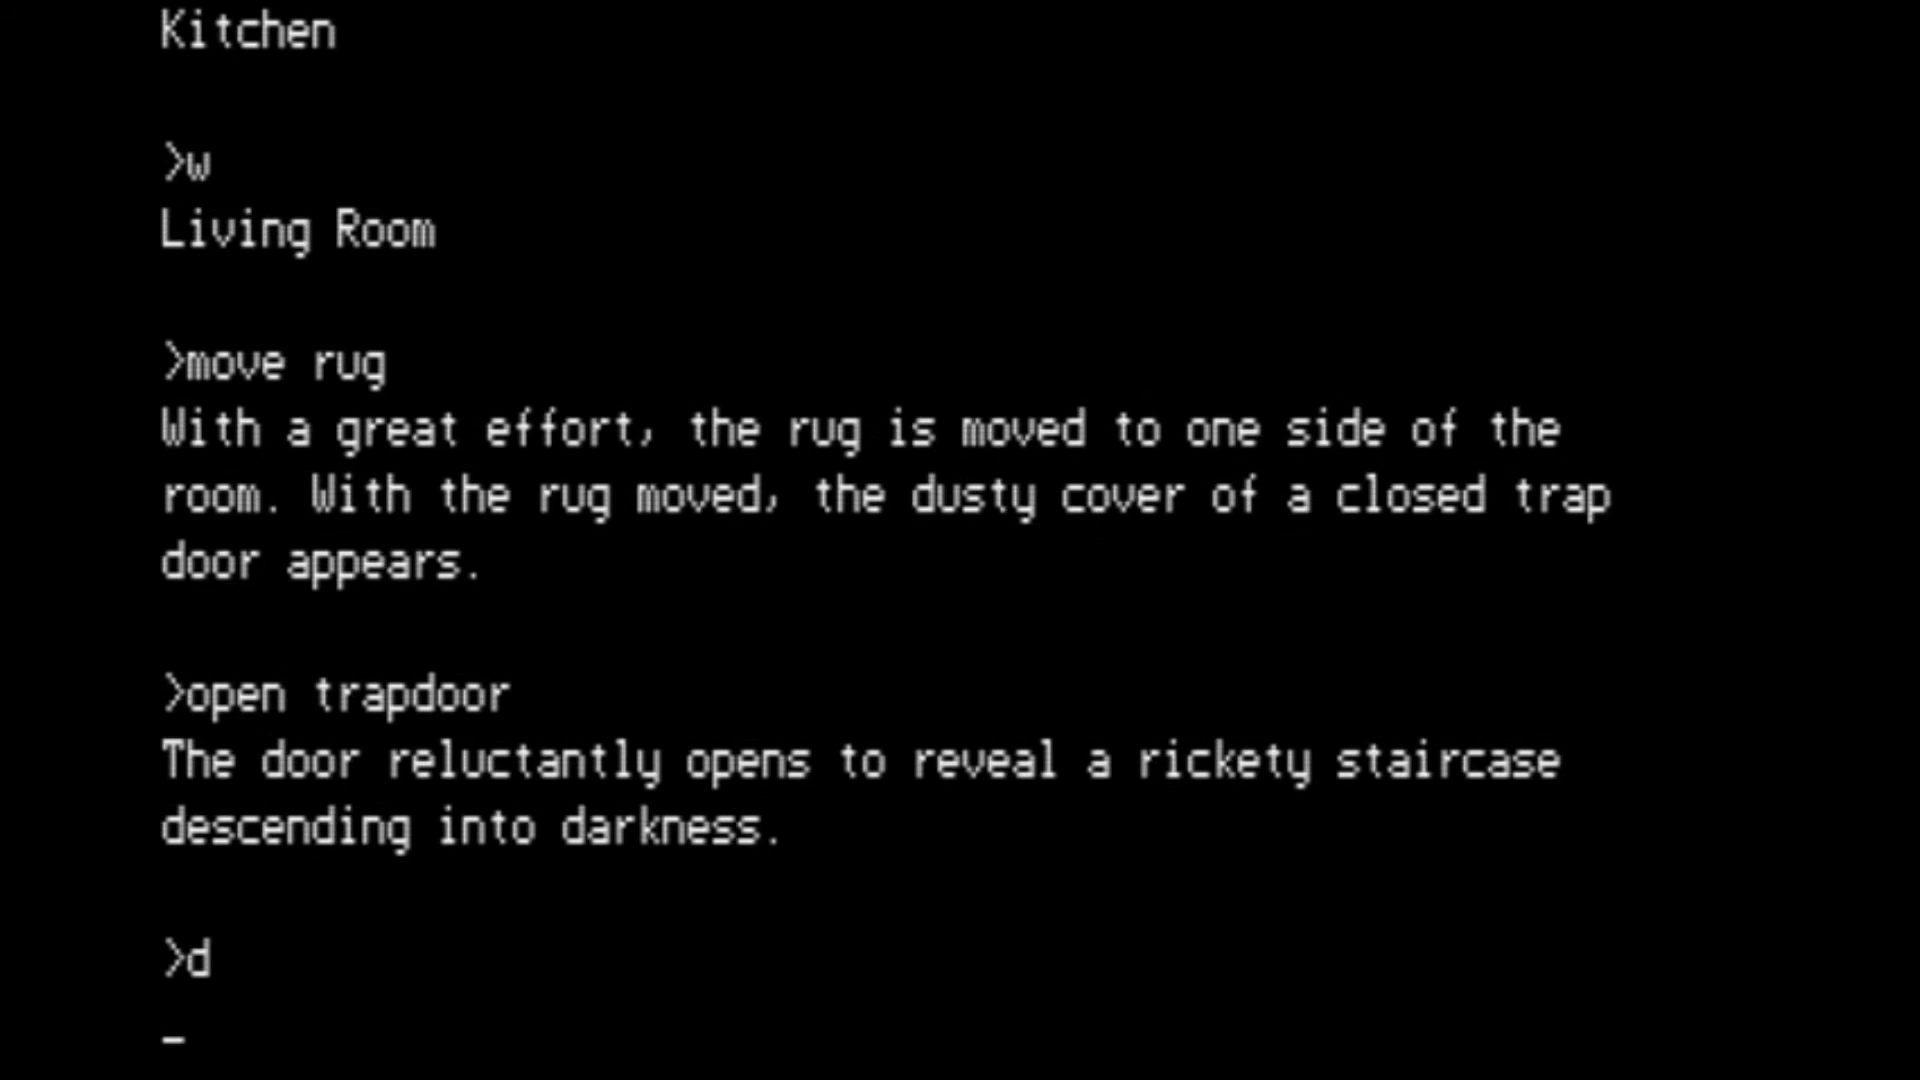 Kitchen
>w
Living Room
>move rug
With a great effort, the rug is moved to one side of the
room. With the rug moved, the dusty cover of a closed trap
door appears.
>open trapdoor
The door reluctantly opens to reveal a rickety staircase
descending into darkness.
>d
_